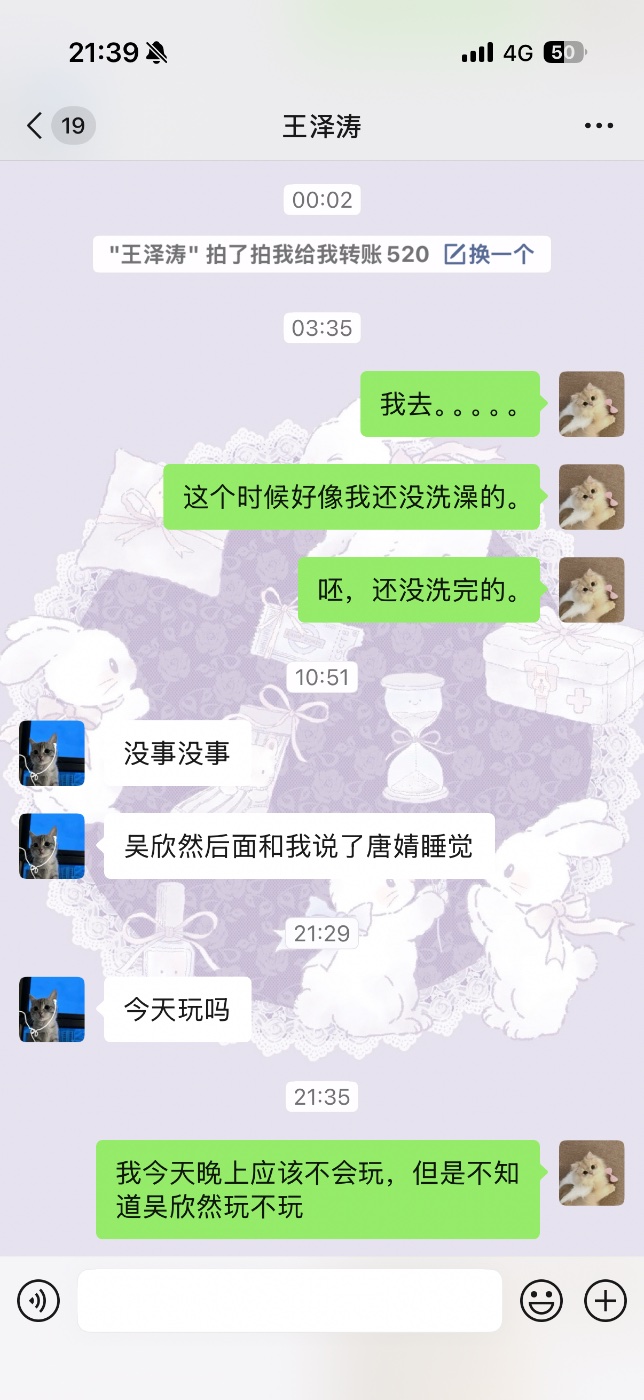 21:39
4G
50
19
王泽涛
00:02
"王泽涛" 拍了拍我给我转账520 换一个
03:35
我去。。。。。
这个时候好像我还没洗澡的。
呸，还没洗完的。
10:51
没事没事
吴欣然后面和我说了唐婧睡觉
21:29
今天玩吗
21:35
我今天晚上应该不会玩，但是不知
道吴欣然玩不玩